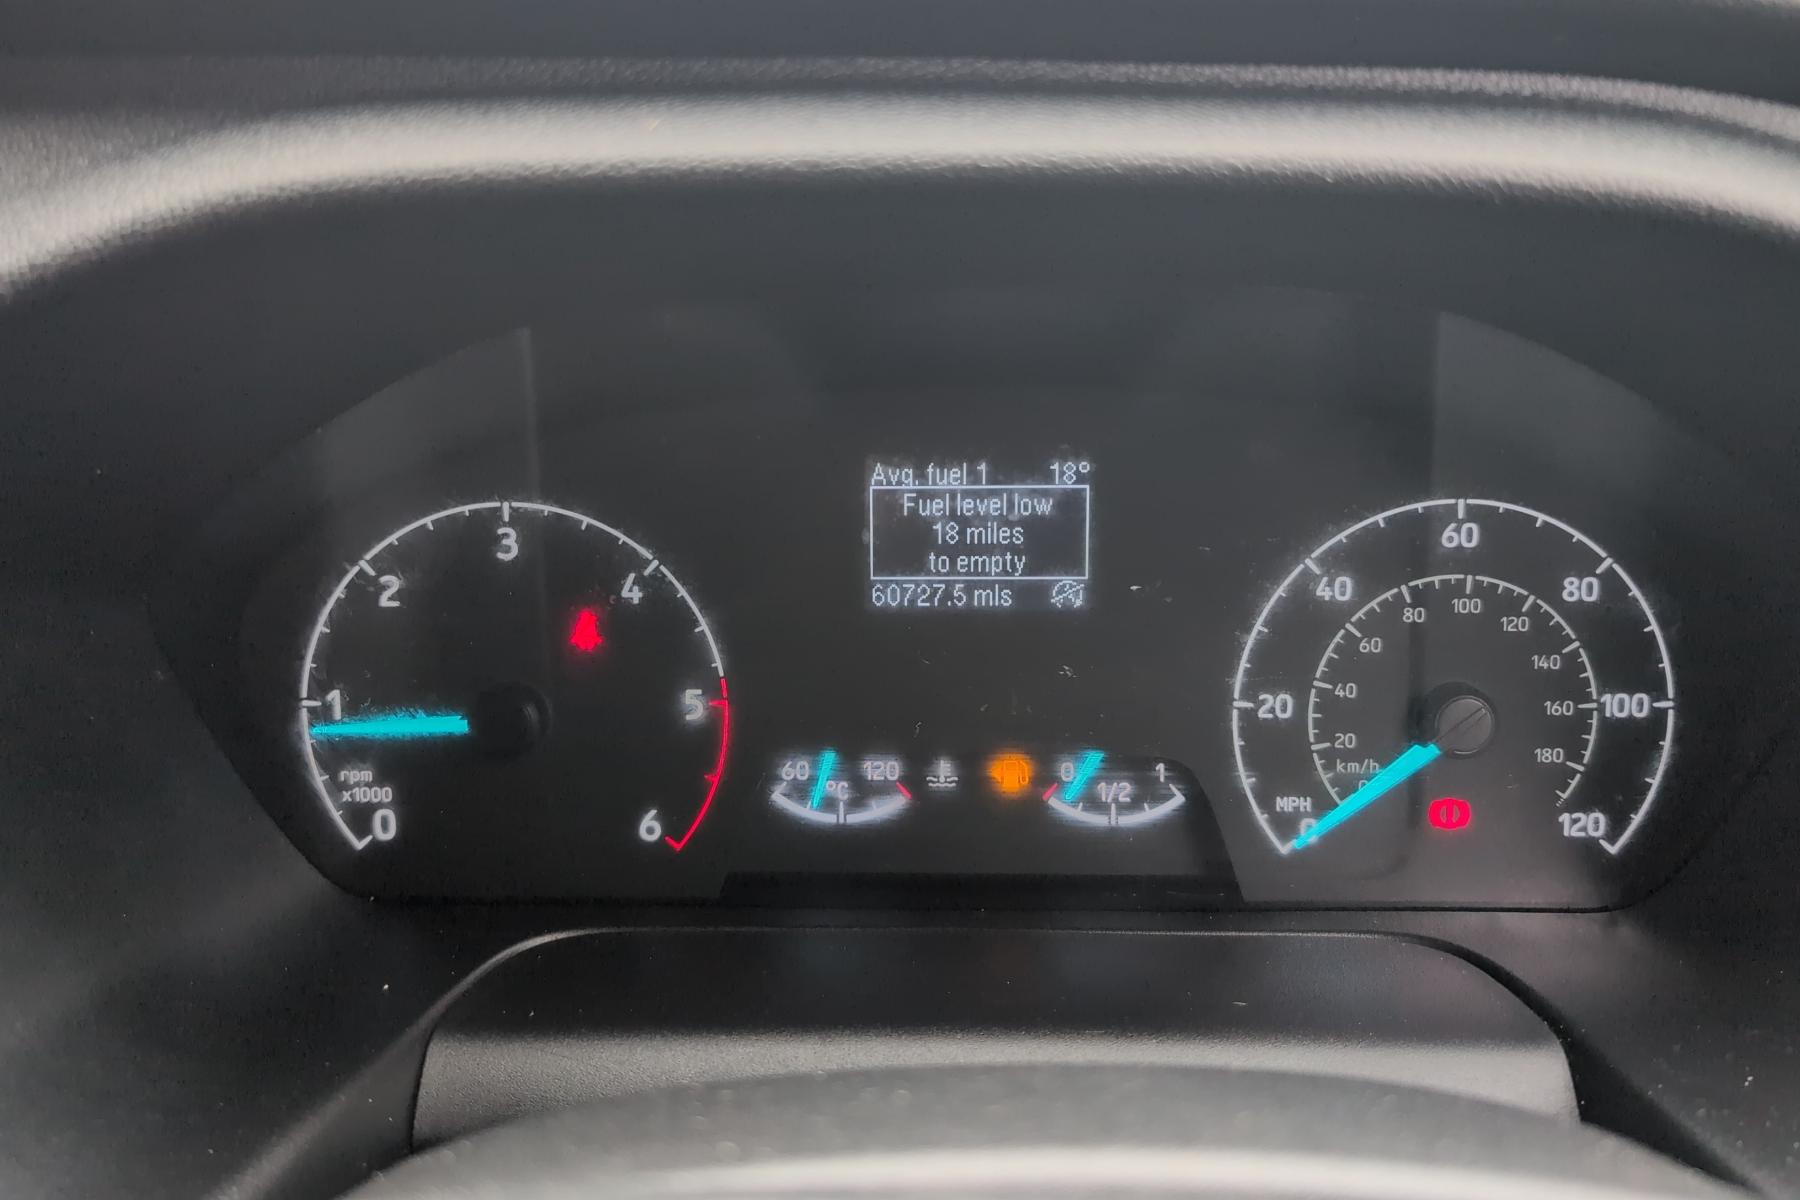 Avg. fuel 1 18°
Fuel level low
18 miles
to empty
60727.5 mls
0 1 2 3 4 5 6
rpm
x1000
60 120
°C
0 1/2 1
0 20 40 60 80 100 120
MPH
20 40 60 80 100 120 140 160 180
km/h